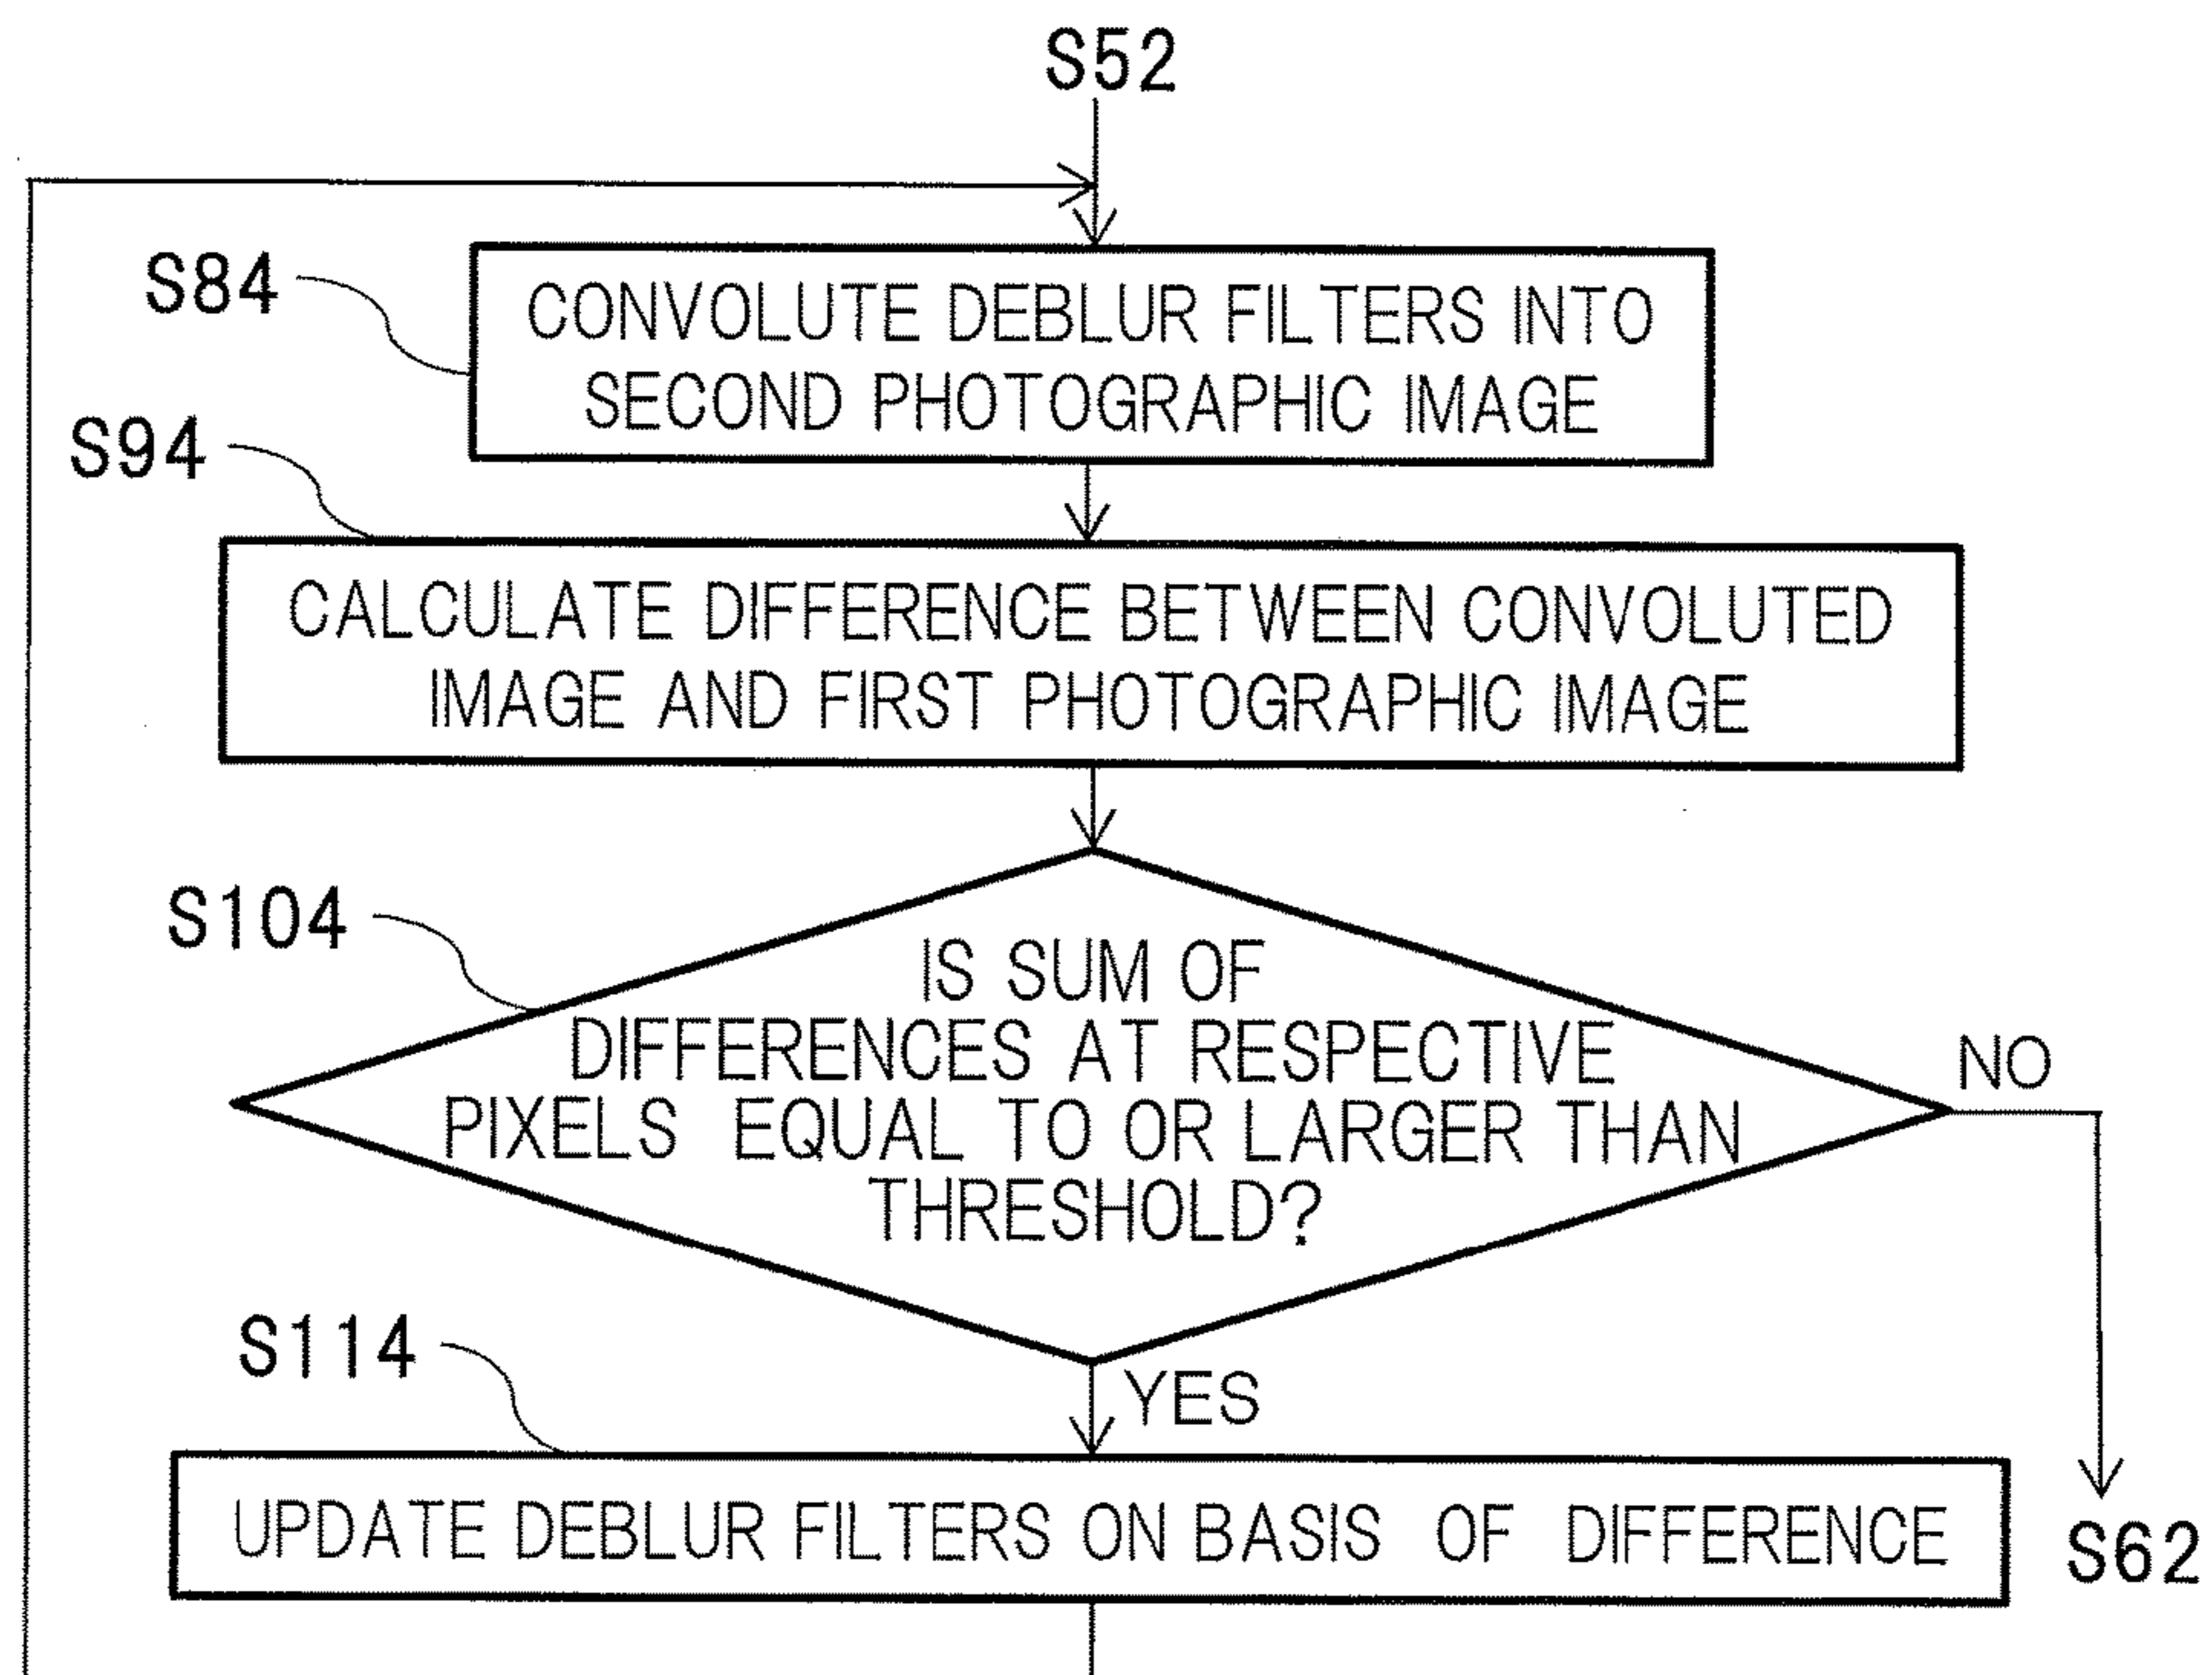 S52
S84
CONVOLUTE DEBLUR FILTERS INTO
SECOND PHOTOGRAPHIC IMAGE
S94
CALCULATE DIFFERENCE BETWEEN CONVOLUTED
IMAGE AND FIRST PHOTOGRAPHIC IMAGE
S104
IS SUM OF
DIFFERENCES AT RESPECTIVE
PIXELS EQUAL TO OR LARGER THAN
THRESHOLD?
NO
S114
YES
UPDATE DEBLUR FILTERS ON BASIS OF DIFFERENCE
S62